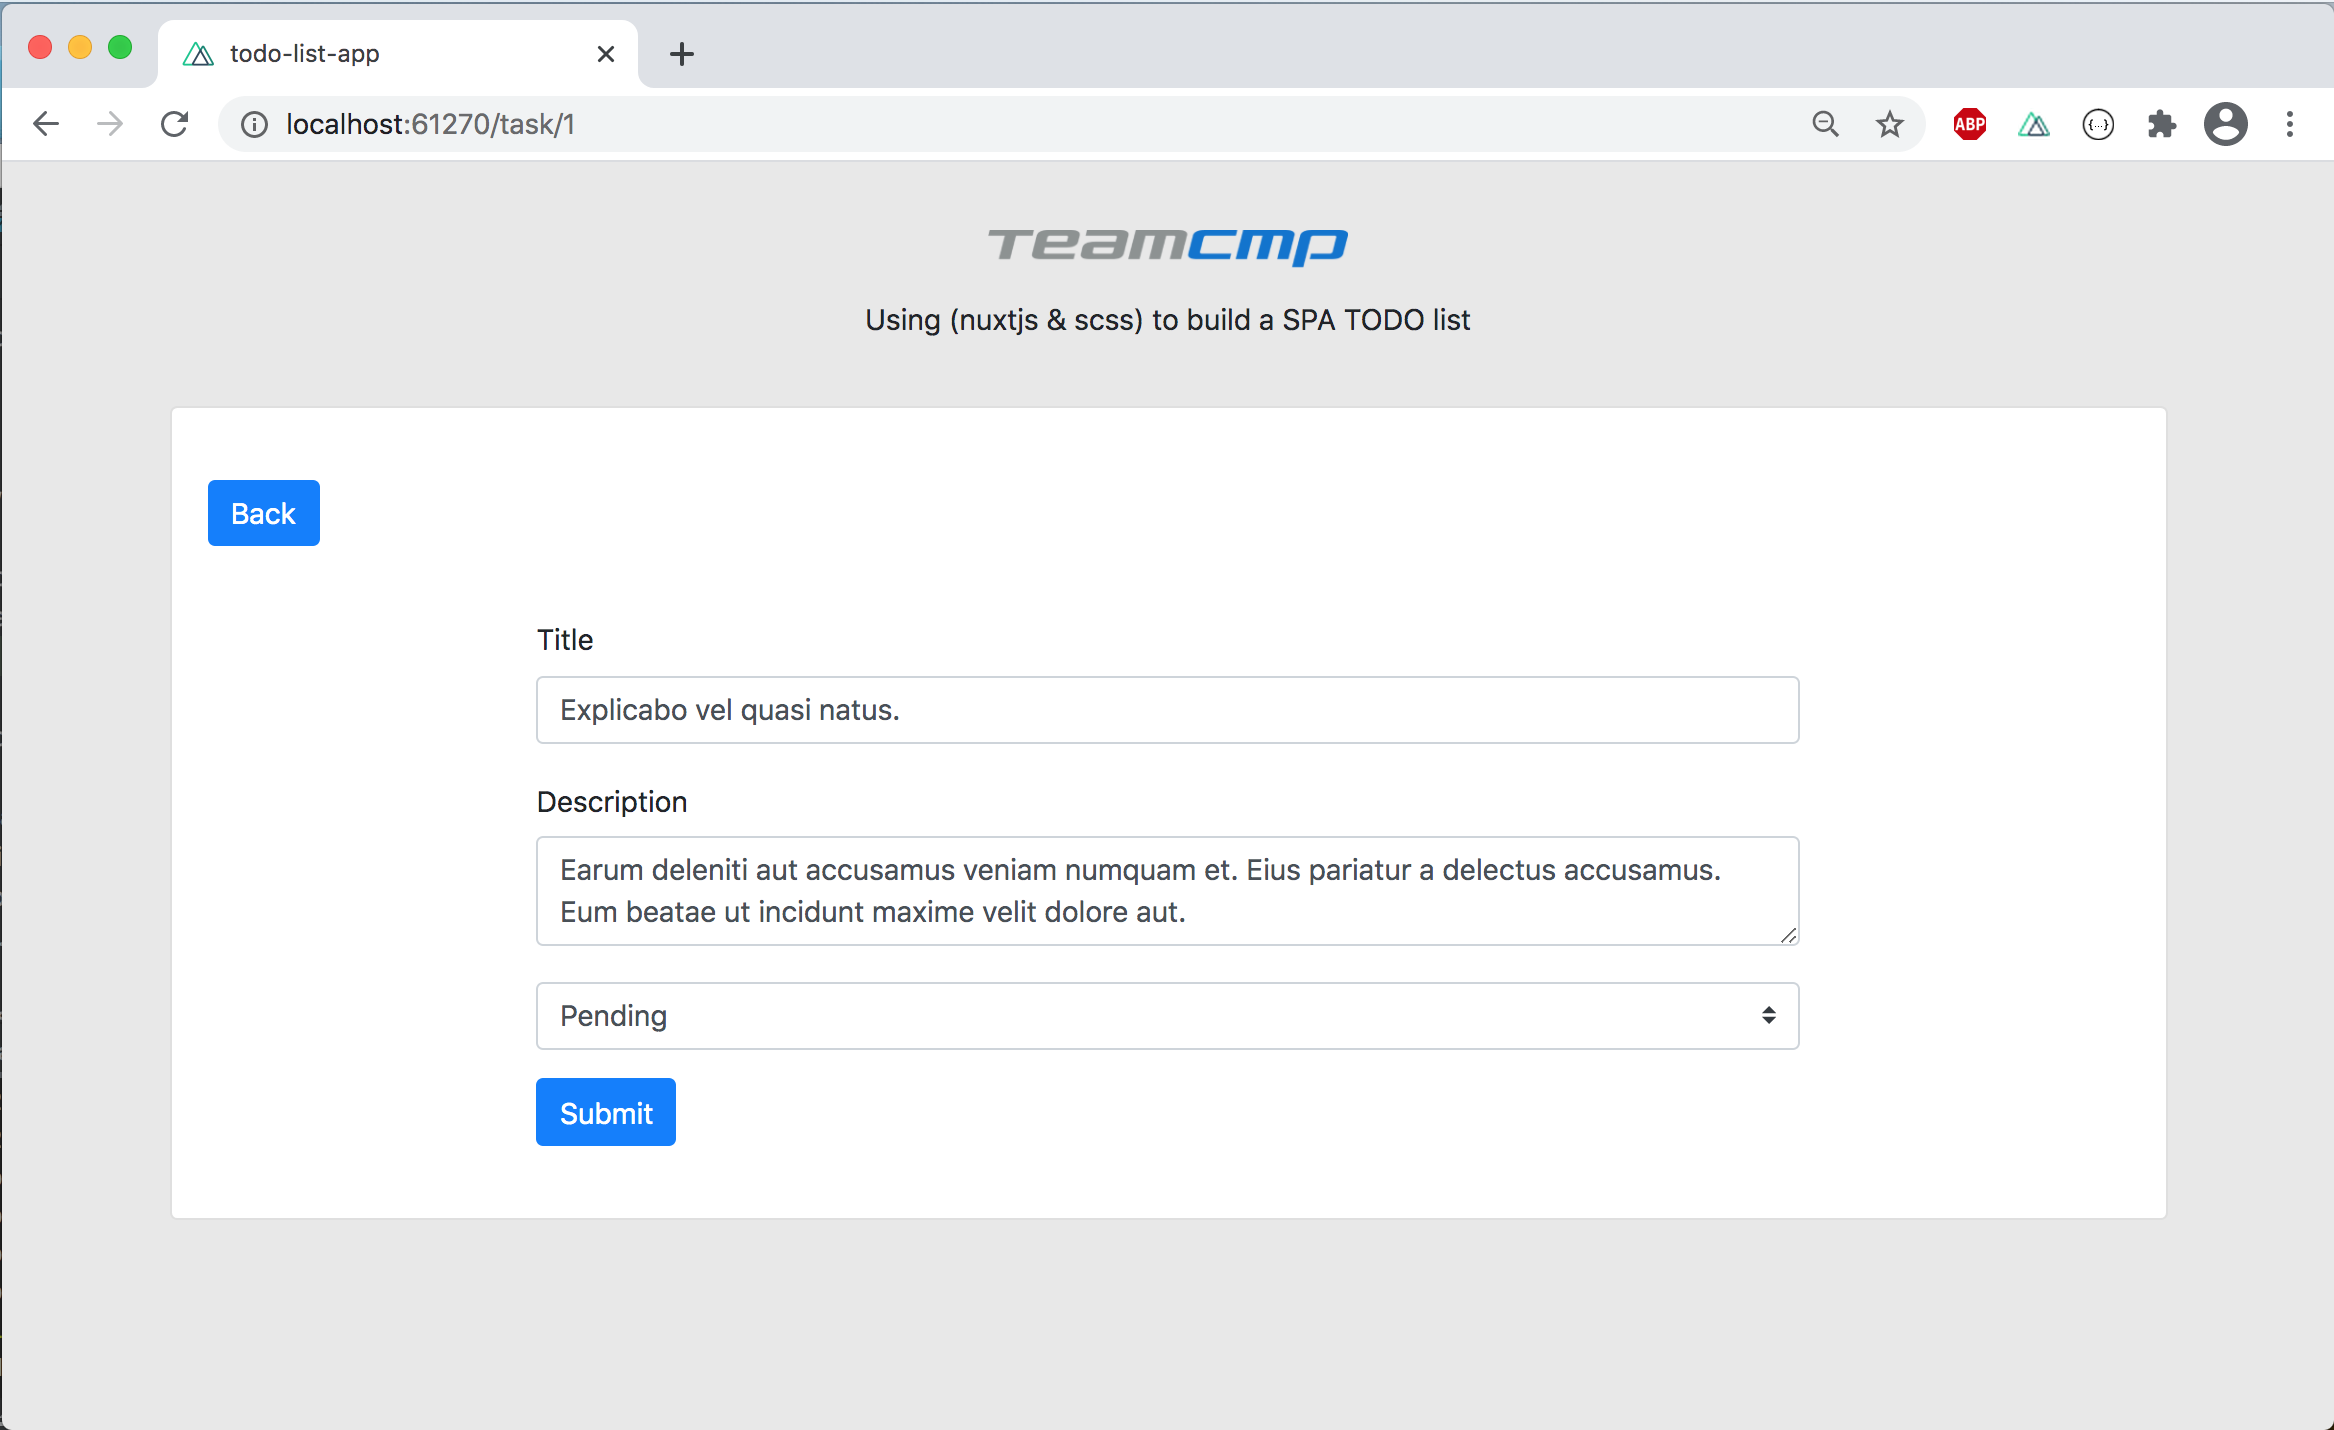 todo-list-app
localhost:61270/task/1
ABP
{...}
Teamcmp
Using (nuxtjs & scss) to build a SPA TODO list
Back
Title
Explicabo vel quasi natus.
Description
Earum deleniti aut accusamus veniam numquam et. Eius pariatur a delectus accusamus.
Eum beatae ut incidunt maxime velit dolore aut.
Pending
Submit